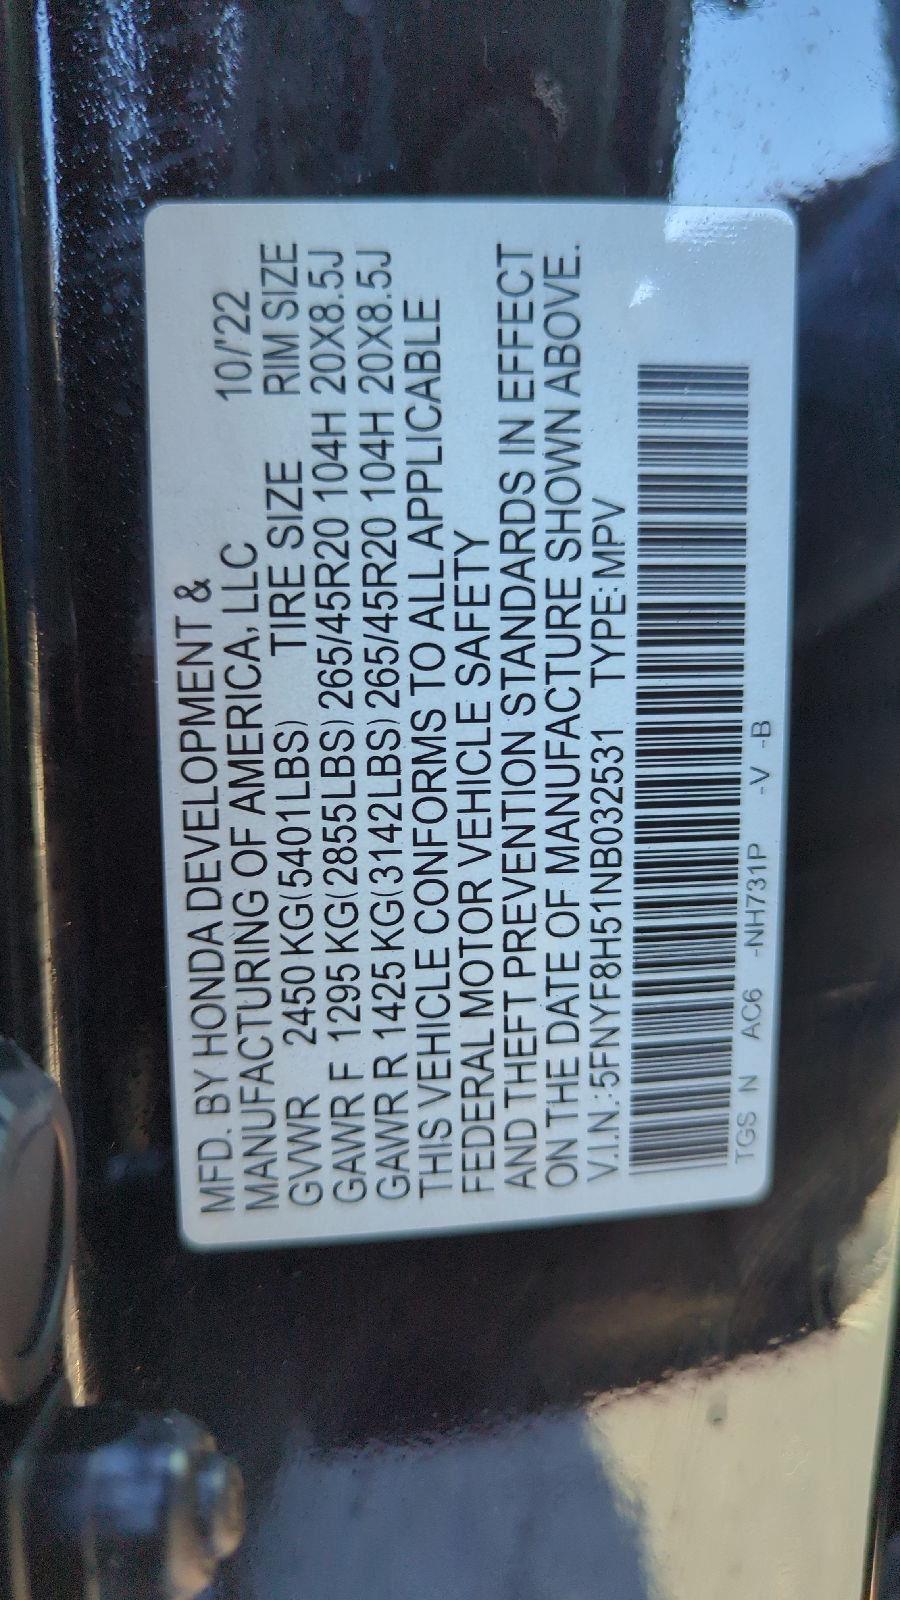 MFD. BY HONDA DEVELOPMENT &
MANUFACTURING OF AMERICA, LLC 10/'22
GVWR 2450 KG(5401LBS) TIRE SIZE RIM SIZE
GAWR F 1295 KG(2855LBS) 265/45R20 104H 20X8.5J
GAWR R 1425 KG(3142LBS) 265/45R20 104H 20X8.5J
THIS VEHICLE CONFORMS TO ALL APPLICABLE
FEDERAL MOTOR VEHICLE SAFETY
AND THEFT PREVENTION STANDARDS IN EFFECT
ON THE DATE OF MANUFACTURE SHOWN ABOVE.
V.I.N.:5FNYF8H51NB032531 TYPE: MPV
TGS N AC6 -NH731P -V -B